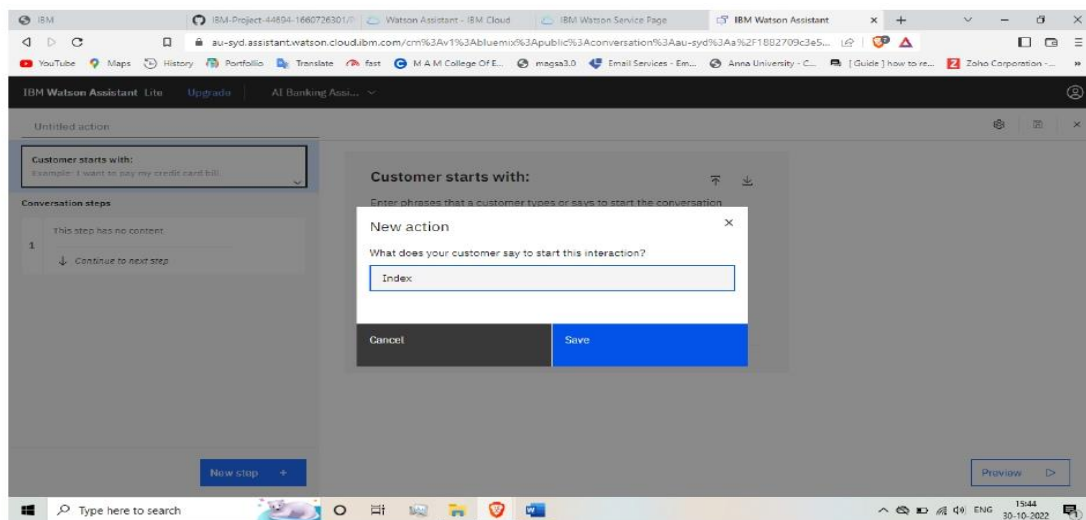 IBM
IBM-Project-44694-1660726301/
Watson Assistant - IBM Cloud
IBM Watson Service Page
IBM Watson Assistant
au-syd.assistant.watson.cloud.ibm.com/crn%3Av1%3Abluemix%3Apublic%3Aconversation%3Aau-syd%3Aa%2F1882709c3e5...
YouTube
Maps
History
Portfolio
Translate
fast
M A M College Of E...
magsa3.0
Email Services - Em...
Anna University - C...
[ Guide ] how to re...
Zoho Corporation -...
IBM Watson Assistant Lite
Upgrade
AI Banking Assi...
Untitled action
Customer starts with:
Example: I want to pay my credit card bill.
Conversation steps
1
This step has no content
Continue to next step
New step +
Customer starts with:
Enter phrases that a customer types or says to start the conversation
New action
What does your customer say to start this interaction?
Index
Cancel
Save
Preview
Type here to search
ENG
15:44
30-10-2022